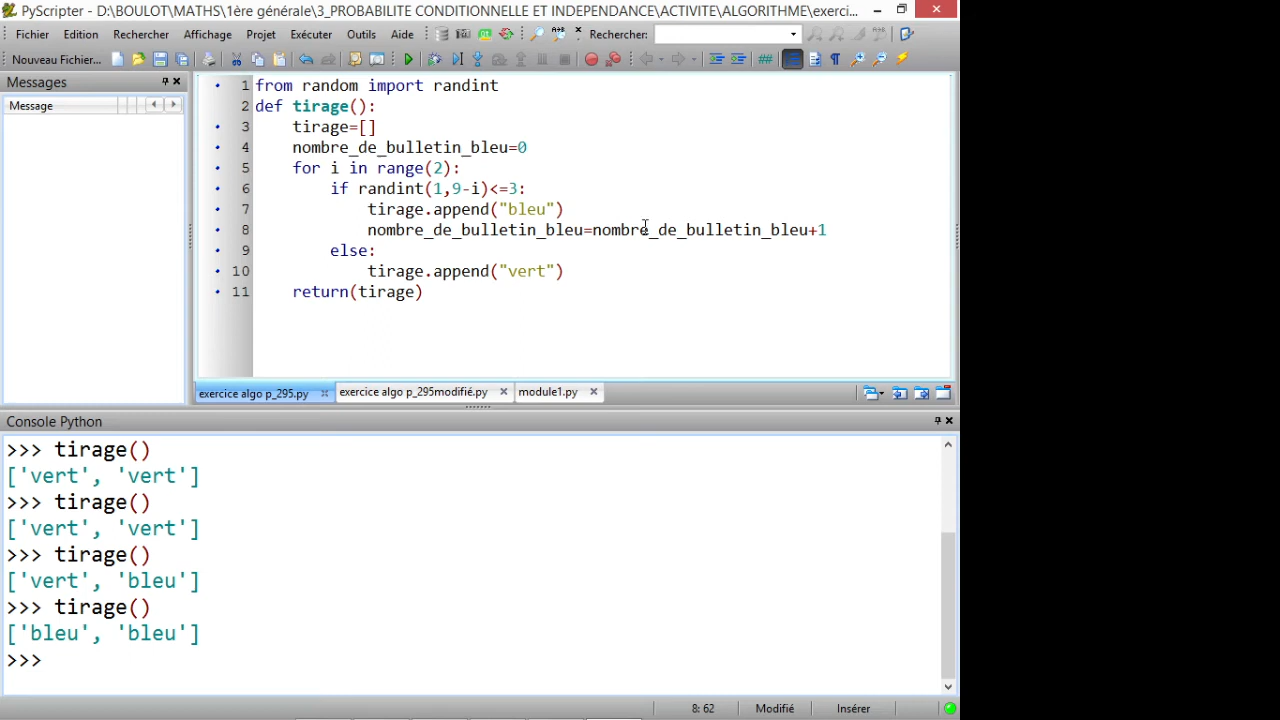 PyScripter - D:\BOULOT\MATHS\1ère générale\3_PROBABILITE CONDITIONNELLE ET INDEPENDANCE\ACTIVITE\ALGORITHME\exerci...
Fichier Edition Rechercher Affichage Projet Exécuter Outils Aide Rechercher:
Nouveau Fichier...
Messages
Message
1 from random import randint
2 def tirage():
3 tirage=[]
4 nombre_de_bulletin_bleu=0
5 for i in range(2):
6 if randint(1,9-i)<=3:
7 tirage.append("bleu")
8 nombre_de_bulletin_bleu=nombre_de_bulletin_bleu+1
9 else:
10 tirage.append("vert")
11 return(tirage)
exercice algo p_295.py exercice algo p_295modifié.py module1.py
Console Python
>>> tirage()
['vert', 'vert']
>>> tirage()
['vert', 'vert']
>>> tirage()
['vert', 'bleu']
>>> tirage()
['bleu', 'bleu']
>>>
8: 62 Modifié Insérer